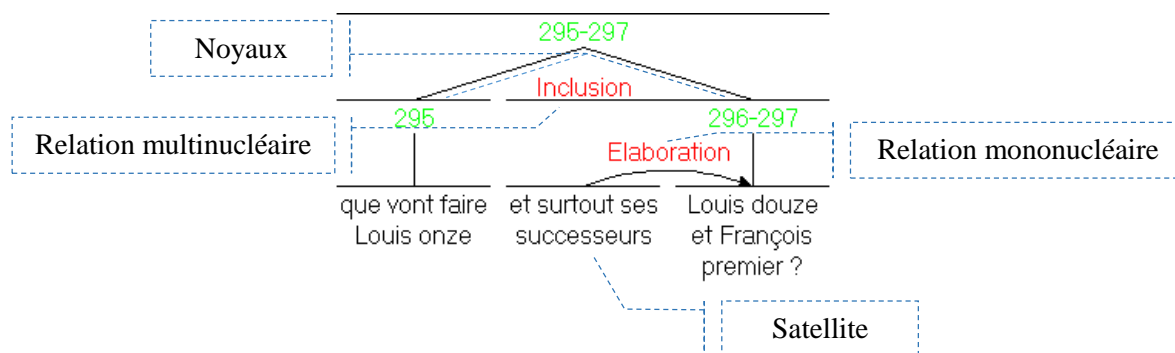 295-297
Noyaux
Inclusion
295
296-297
Relation multinucléaire
Elaboration
Relation mononucléaire
que vont faire
Louis onze
et surtout ses
successeurs
Louis douze
et François
premier ?
Satellite